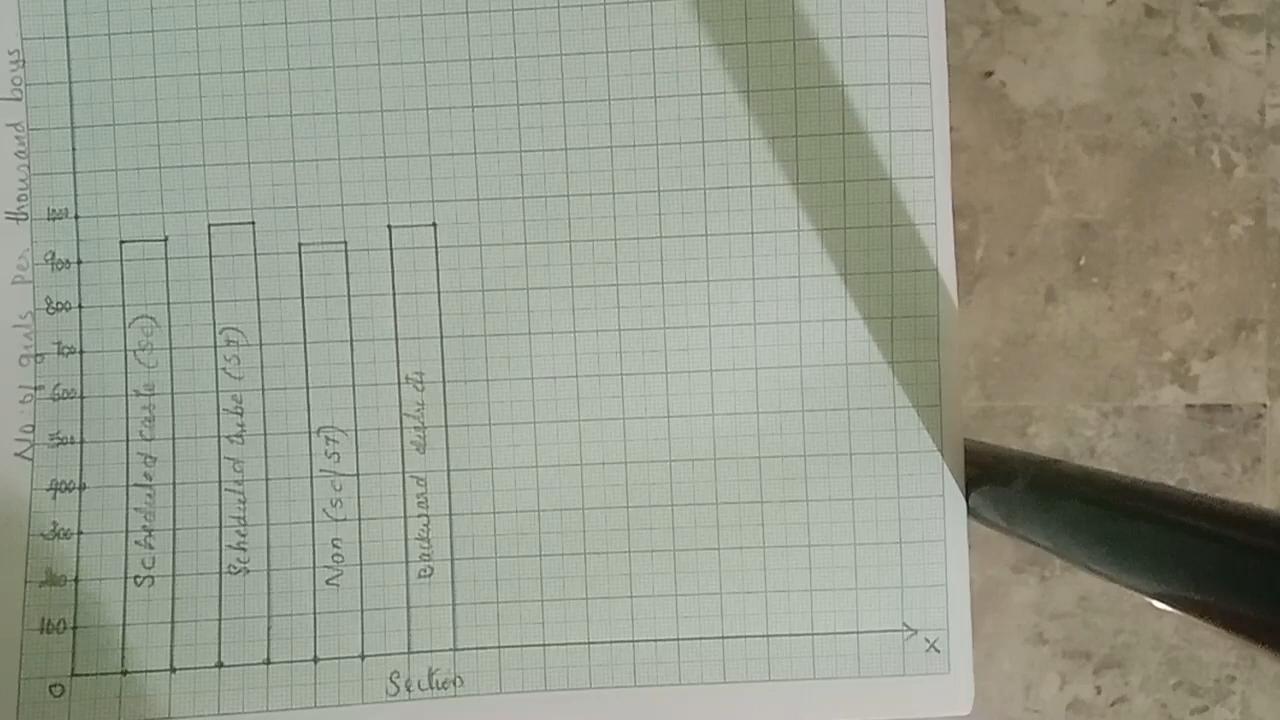 No. of girls per thousand boys
1000
900
800
700
600
500
400
300
200
100
0
Scheduled caste (SC)
Scheduled tribe (ST)
Non (SC/ST)
Backward districts
Section
X